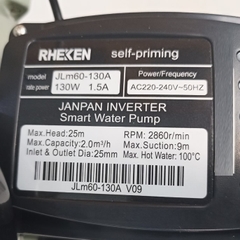 RHEKEN self-priming
model JLm60-130A Power/Frequency
rate power 130W 1.5A AC220-240V~50HZ
JANPAN INVERTER
Smart Water Pump
Max.Head:25m RPM: 2860r/min
Max.Capacity:2.0m³/h Max.Suction:9m
Inlet & Outlet Dia:25mm Max. Hot Water: 100°C
JLm60-130A V09